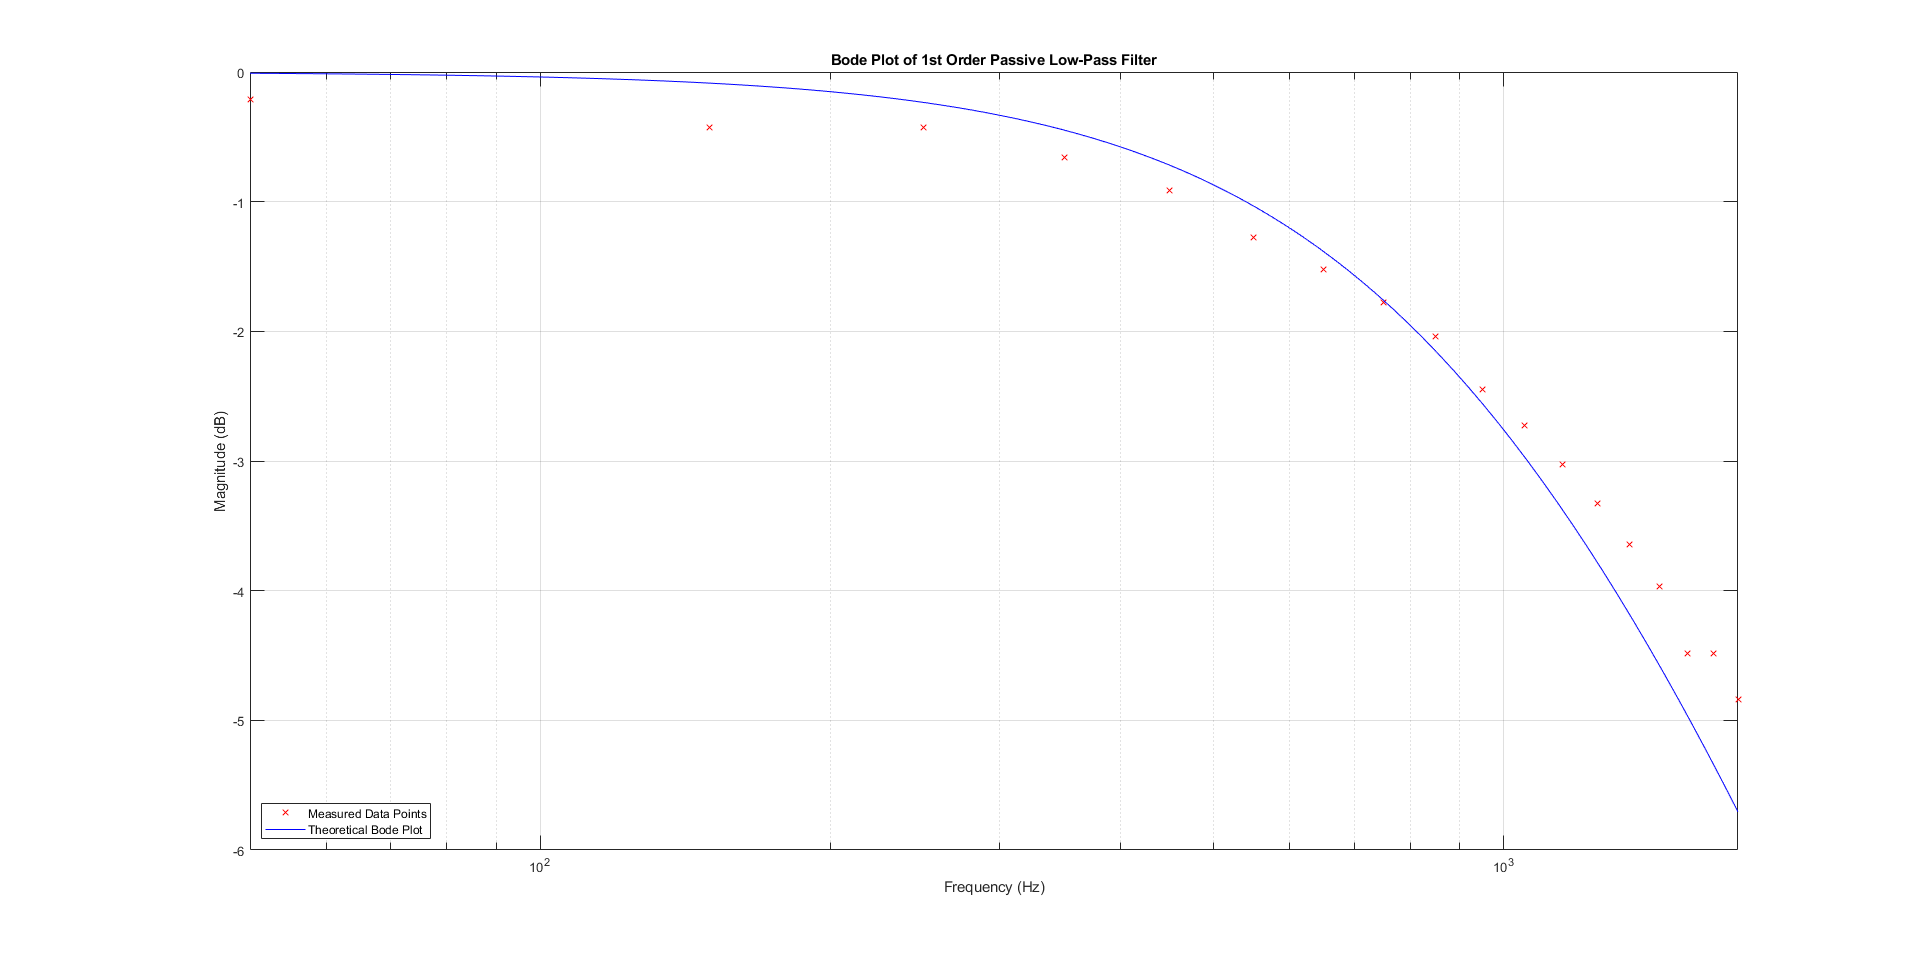 Bode Plot of 1st Order Passive Low-Pass Filter
0
-1
-2
-3
-4
-5
-6
Magnitude (dB)
Measured Data Points
Theoretical Bode Plot
10²
10³
Frequency (Hz)